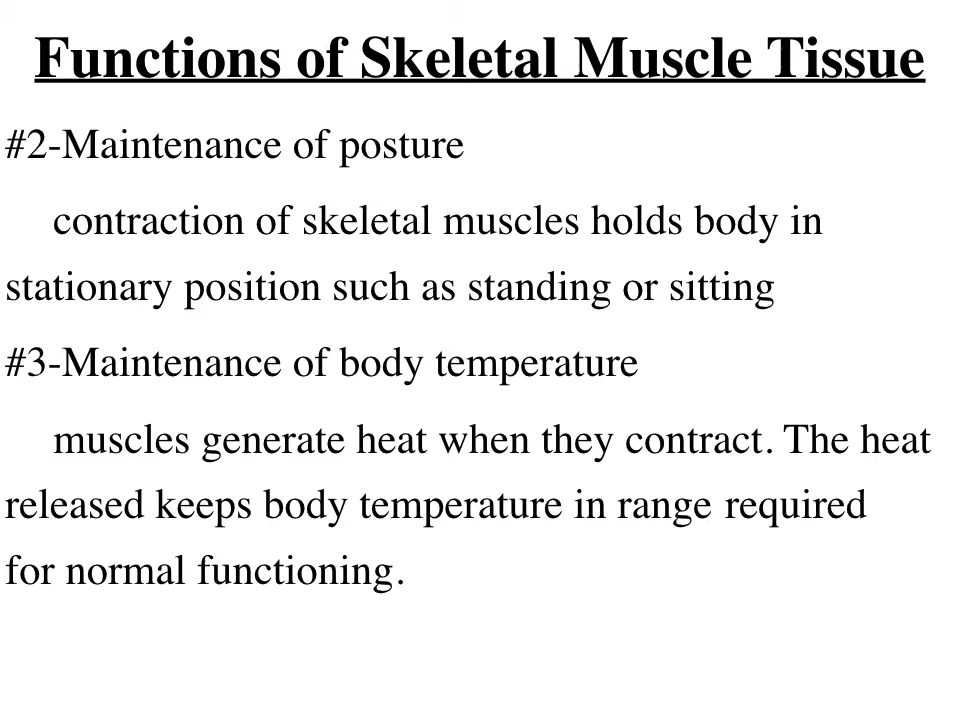 Functions of Skeletal Muscle Tissue
#2-Maintenance of posture
contraction of skeletal muscles holds body in
stationary position such as standing or sitting
#3-Maintenance of body temperature
muscles generate heat when they contract. The heat
released keeps body temperature in range required
for normal functioning.